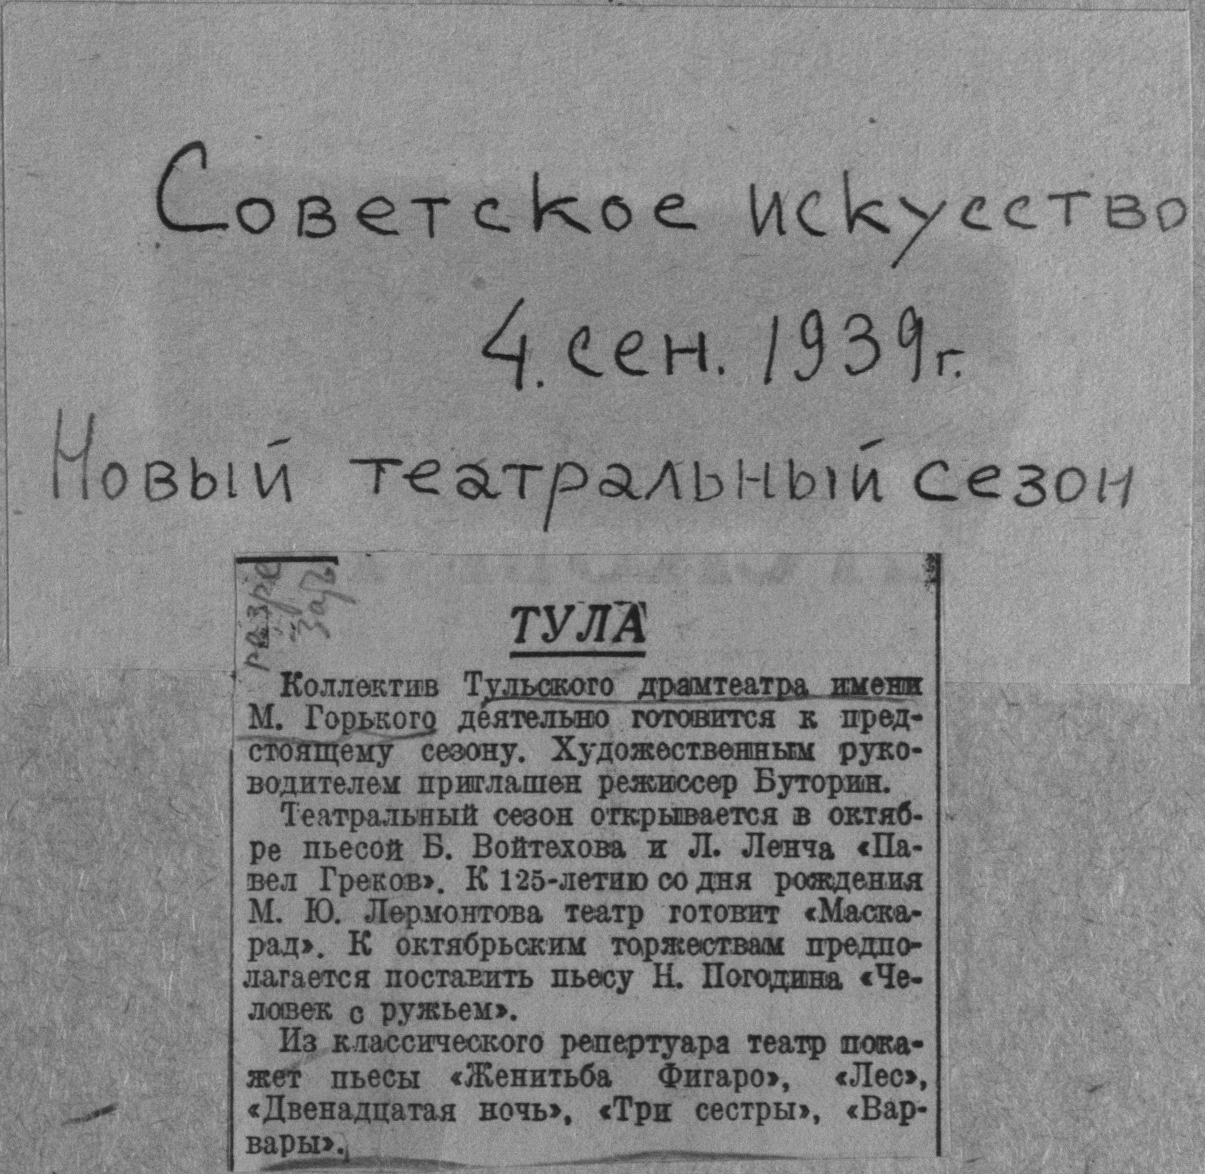 Советское искусство
4. сен. 1939 г.
Новый театральный сезон
ТУЛА
Коллектив Тульского драмтеатра имени
М. Горького деятельно готовится к пред-
стоящему сезону. Художественным руко-
водителем приглашен режиссер Буторин.
Театральный сезон открывается в октяб-
ре пьесой Б. Войтехова и Л. Ленча «Па-
вел Греков». К 125-летию со дня рождения
М. Ю. Лермонтова театр готовит «Маска-
рад». К октябрьским торжествам предпо-
лагается поставить пьесу Н. Погодина «Че-
ловек с ружьем».
Из классического репертуара театр пока-
жет пьесы «Женитьба Фигаро», «Лес»,
«Двенадцатая ночь», «Три сестры», «Вар-
вары».